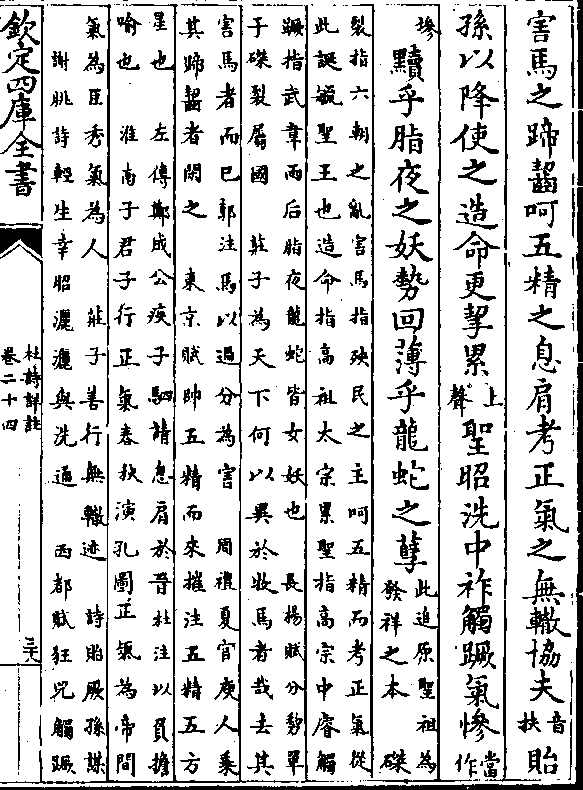 害馬之蹄齧呵五精之息肩考正氣之無轍協夫音扶貽
孫以降使之造命更挈累上聲聖昭洗中祚觸蹶氣慘當作
墋黷乎脂夜之妖勢回薄乎龍蛇之孽此追原聖祖為發祥之本磔
裂指六朝之亂害馬指殃民之主呵五精而考正氣從
此誕毓聖王也造命指高祖太宗累聖指高宗中睿觸
蹶指武韋兩后脂夜龍蛇皆女妖也 長楊賦分剺單
于磔裂屬國 莊子為天下何以異於牧馬者哉去其
害馬者而已郭注馬以過分為害 周禮夏官庾人乘
其蹄齧者閑之 東京賦帥五精而來摧注五精五方
星也 左傳鄭成公疾子駟請息肩於晉杜注以負擔
喻也 淮南子君子行正氣春秋演孔圖正氣為帝間
氣為臣秀氣為人 莊子善行無轍迹 詩貽厥孫謀
謝朓詩輕生幸昭灑灑與洗通 西都賦狂兕觸蹶
欽定四庫全書
杜詩詳註
卷二十四
三十八